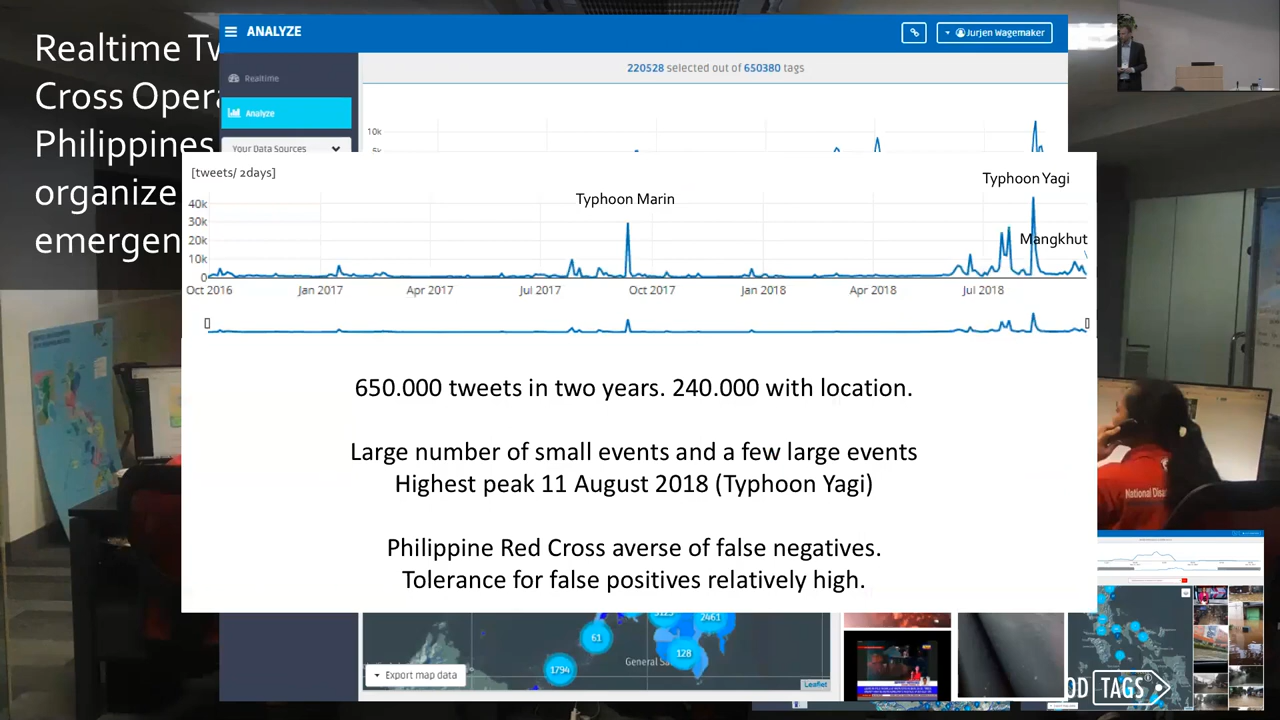 Realtime Tw
Cross Opera
Philippines
organize
emergen
ANALYZE
Jurjen Wagemaker
Realtime
220528 selected out of 650380 tags
Analyze
Your Data Sources
10k
5k
[tweets/ 2days]
Typhoon Marin
Typhoon Yagi
Mangkhut
40k
30k
20k
10k
0
Oct 2016 Jan 2017 Apr 2017 Jul 2017 Oct 2017 Jan 2018 Apr 2018 Jul 2018
650.000 tweets in two years. 240.000 with location.
Large number of small events and a few large events
Highest peak 11 August 2018 (Typhoon Yagi)
Philippine Red Cross averse of false negatives.
Tolerance for false positives relatively high.
National Disa
2461
61
128
1794
General Sa
Export map data
Leaflet
OD TAGS